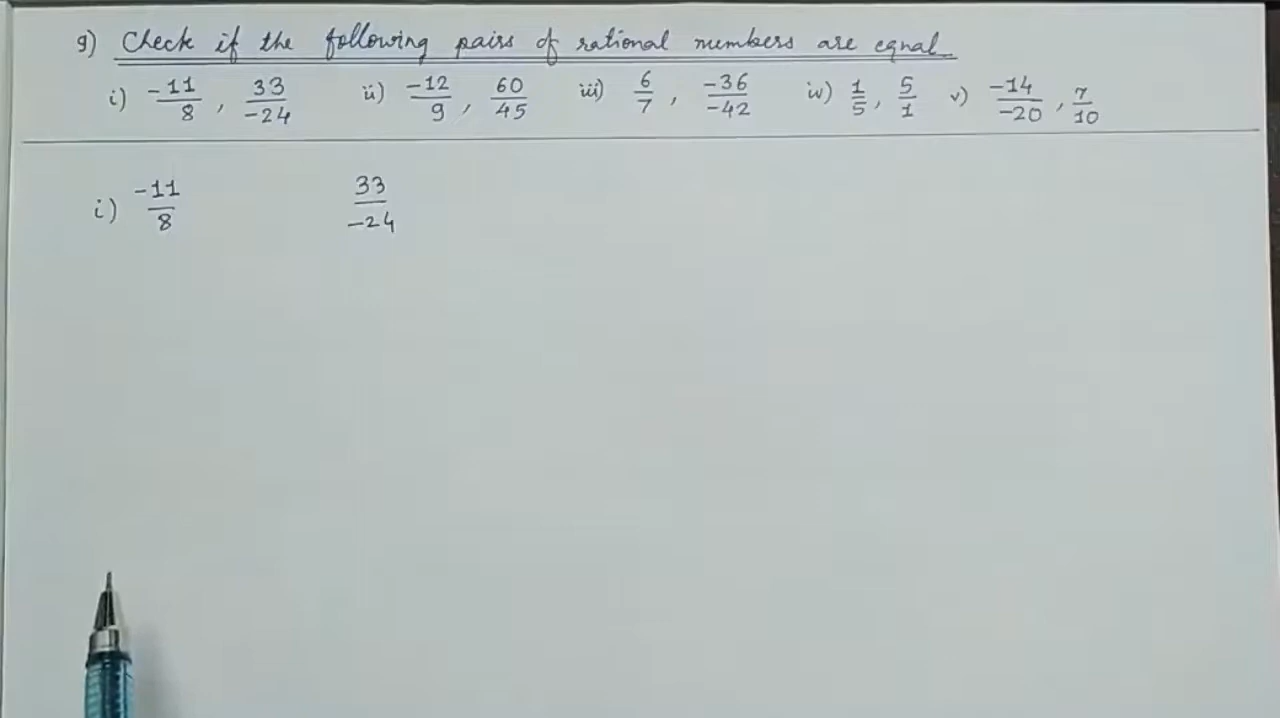 9) Check if the following pairs of rational numbers are equal
i) -11/8 , 33/-24 ii) -12/9 , 60/45 iii) 6/7 , -36/-42 iv) 1/5 , 5/1 v) -14/-20 , 7/10
i) -11/8 33/-24